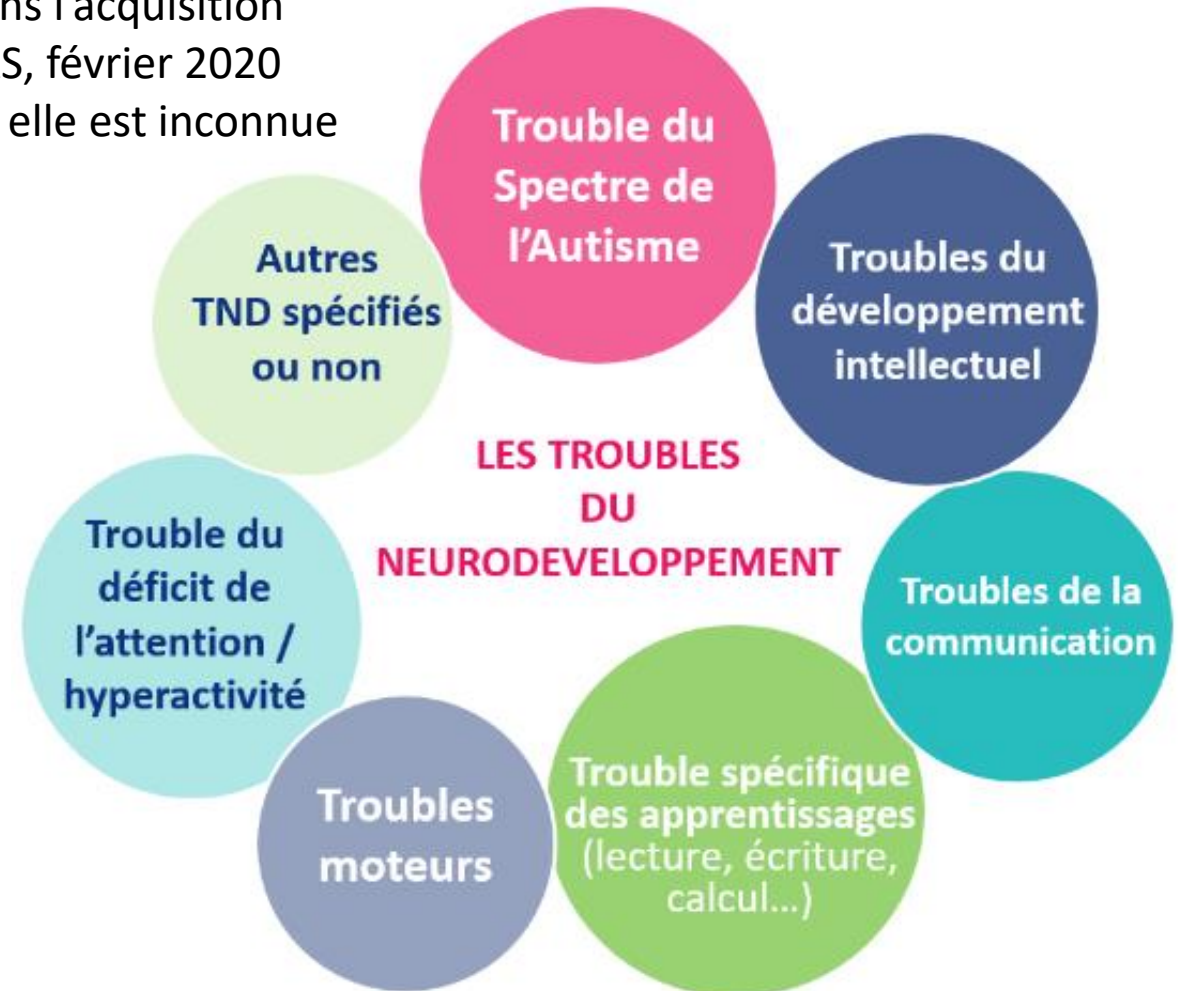 ns l'acquisition
S, février 2020
elle est inconnue
Trouble du
Spectre de
l'Autisme
Troubles du
développement
intellectuel
Troubles de la
communication
Trouble spécifique
des apprentissages
(lecture, écriture,
calcul...)
Troubles
moteurs
Trouble du
déficit de
l'attention /
hyperactivité
Autres
TND spécifiés
ou non
LES TROUBLES
DU
NEURODEVELOPPEMENT